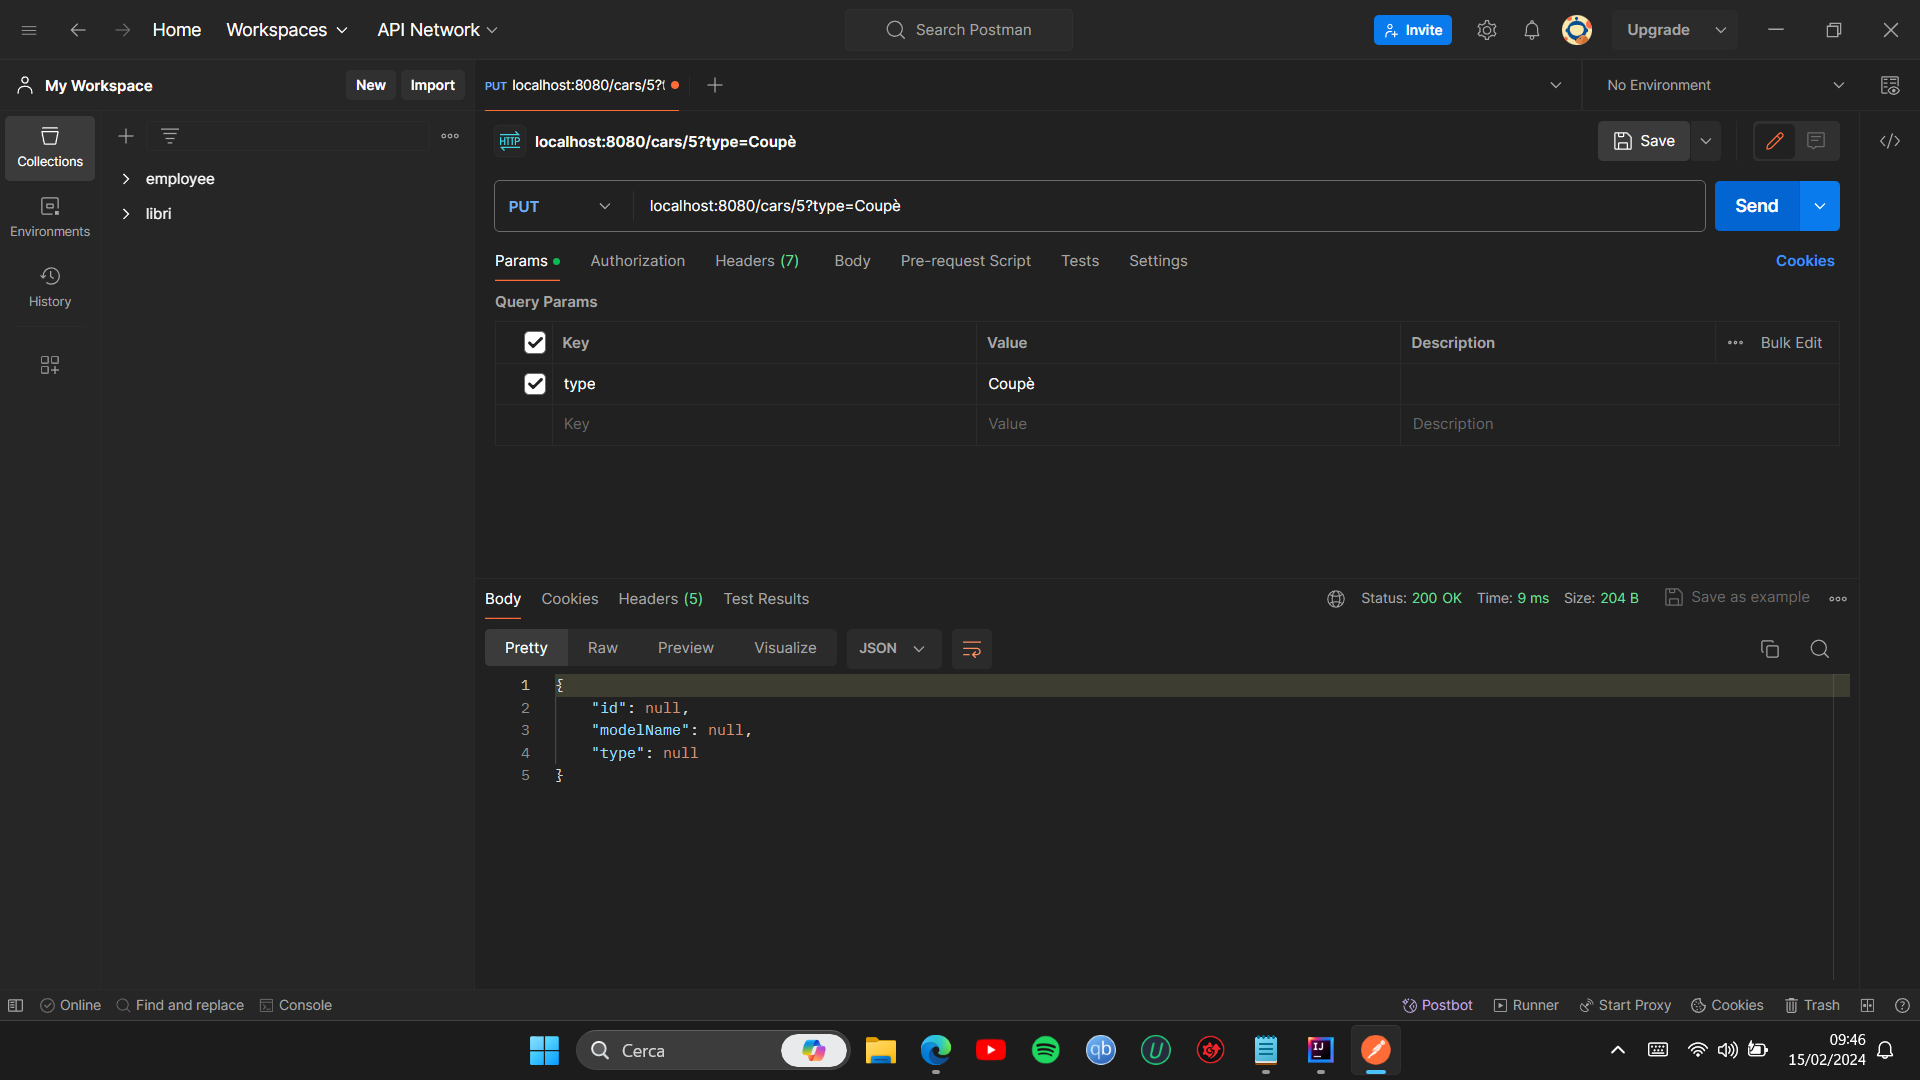 Home
Workspaces
API Network
Search Postman
Invite
Upgrade
My Workspace
New
Import
PUT localhost:8080/cars/5?t
No Environment
Collections
Environments
History
employee
libri
HTTP
localhost:8080/cars/5?type=Coupè
Save
PUT
localhost:8080/cars/5?type=Coupè
Send
Params
Authorization
Headers (7)
Body
Pre-request Script
Tests
Settings
Cookies
Query Params
Key
Value
Description
Bulk Edit
type
Coupè
Key
Value
Description
Body
Cookies
Headers (5)
Test Results
Status: 200 OK
Time: 9 ms
Size: 204 B
Save as example
Pretty
Raw
Preview
Visualize
JSON
1 {
2 "id": null,
3 "modelName": null,
4 "type": null
5 }
Online
Find and replace
Console
Postbot
Runner
Start Proxy
Cookies
Trash
Cerca
qb
U
IJ
09:46
15/02/2024